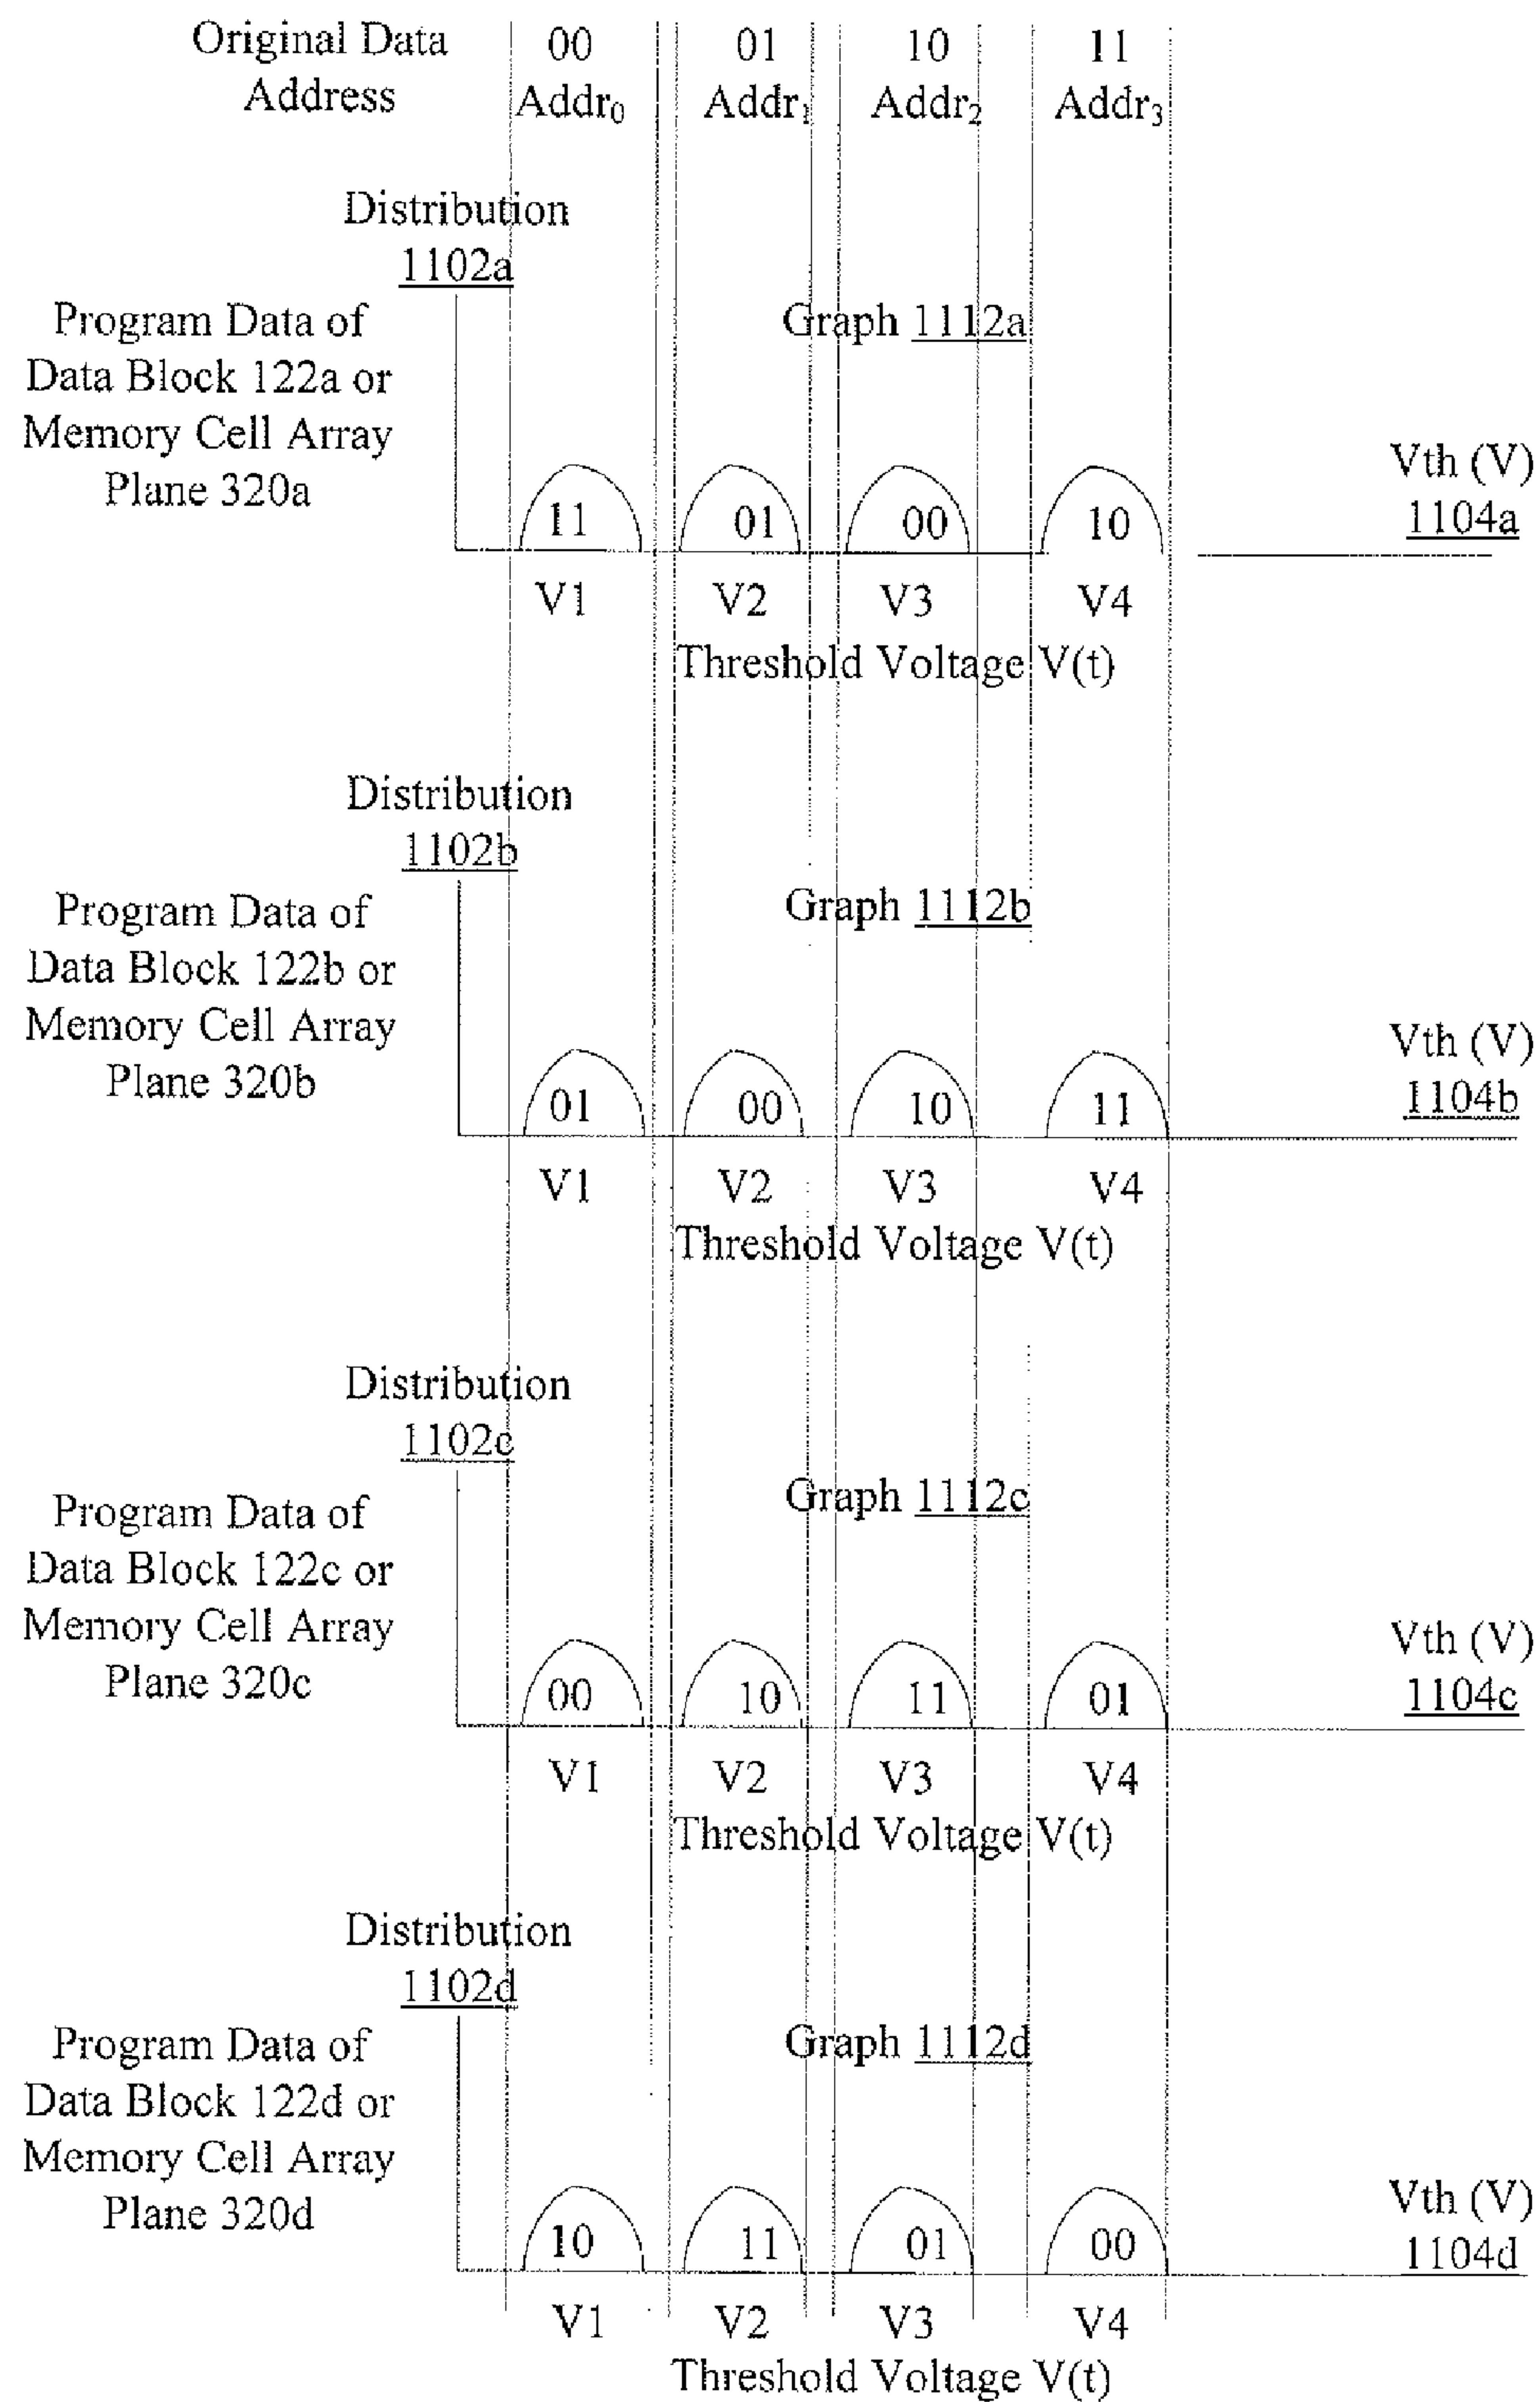 Original Data 00 01 10 11
Address Addr0 Addr1 Addr2 Addr3
Distribution
1102a
Program Data of
Data Block 122a or
Memory Cell Array
Plane 320a
Graph 1112a
11 01 00 10
Vth (V)
1104a
V1 V2 V3 V4
Threshold Voltage V(t)
Distribution
1102b
Program Data of
Data Block 122b or
Memory Cell Array
Plane 320b
Graph 1112b
01 00 10 11
Vth (V)
1104b
V1 V2 V3 V4
Threshold Voltage V(t)
Distribution
1102c
Program Data of
Data Block 122c or
Memory Cell Array
Plane 320c
Graph 1112c
00 10 11 01
Vth (V)
1104c
V1 V2 V3 V4
Threshold Voltage V(t)
Distribution
1102d
Program Data of
Data Block 122d or
Memory Cell Array
Plane 320d
Graph 1112d
10 11 01 00
Vth (V)
1104d
V1 V2 V3 V4
Threshold Voltage V(t)